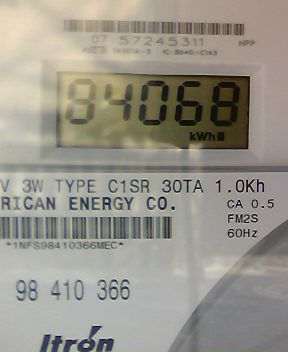 07 57245311 HPP
84068
kWh
V 3W TYPE C1SR 30TA 1.0Kh
RICAN ENERGY CO. CA 0.5
FM2S
60Hz
*1NFS98410366MEC*
98 410 366
Itron